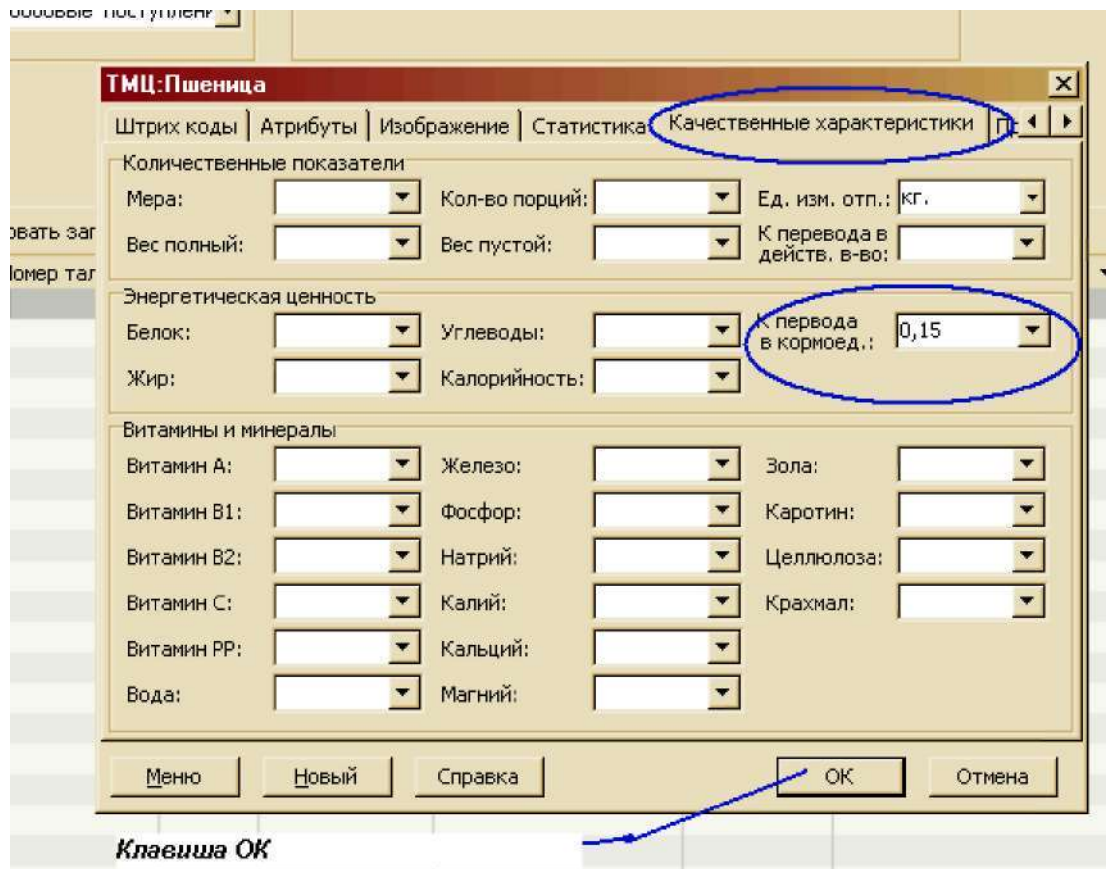 ТМЦ:Пшеница
Штрих коды Атрибуты Изображение Статистика Качественные характеристики
Количественные показатели
Мера: Кол-во порций: Ед. изм. отп.: кг.
Вес полный: Вес пустой: К перевода в
действ. в-во:
Энергетическая ценность
Белок: Углеводы: К первода
в кормоед.: 0,15
Жир: Калорийность:
Витамины и минералы
Витамин А: Железо: Зола:
Витамин В1: Фосфор: Каротин:
Витамин В2: Натрий: Целлюлоза:
Витамин С: Калий: Крахмал:
Витамин РР: Кальций:
Вода: Магний:
Меню Новый Справка ОК Отмена
Клавиша ОК